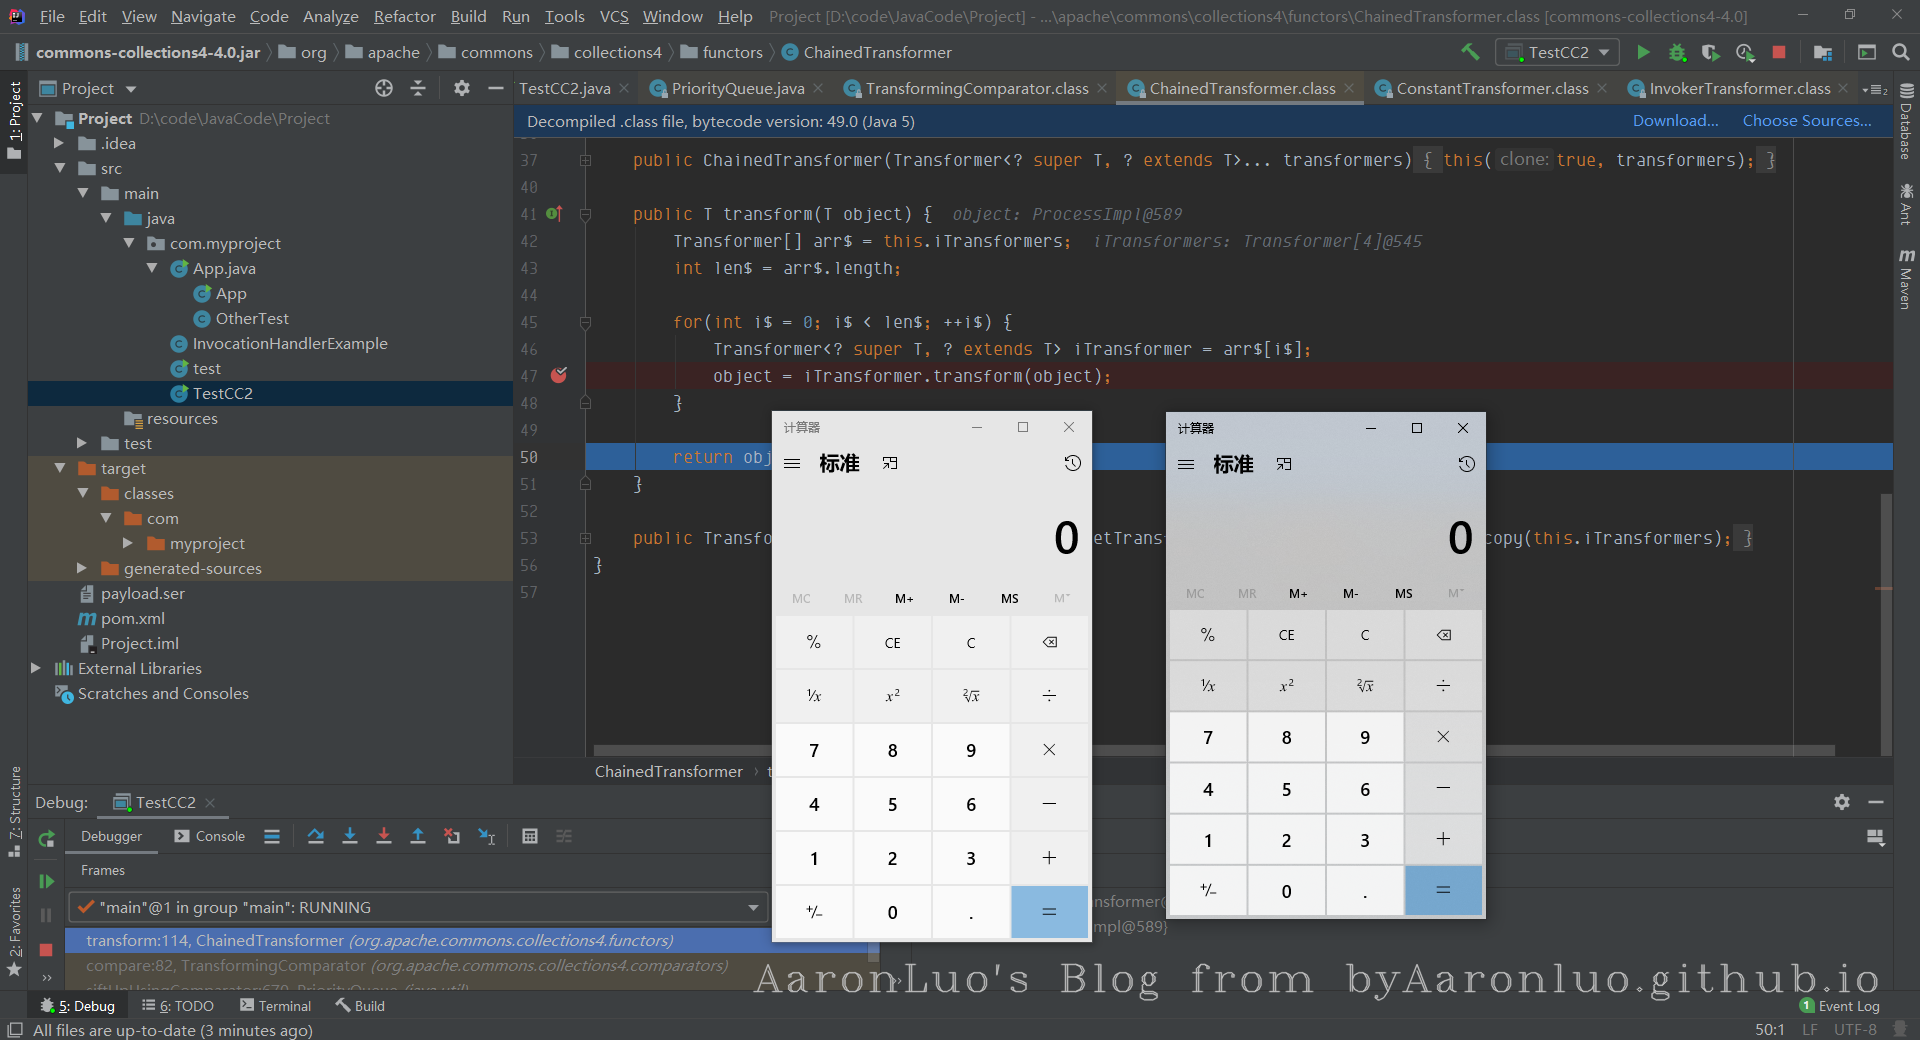 File Edit View Navigate Code Analyze Refactor Build Run Tools VCS Window Help Project [D:\code\JavaCode\Project] - ...\apache\commons\collections4\functors\ChainedTransformer.class [commons-collections4-4.0]
commons-collections4-4.0.jar org apache commons collections4 functors ChainedTransformer TestCC2
Project TestCC2.java PriorityQueue.java TransformingComparator.class ChainedTransformer.class ConstantTransformer.class InvokerTransformer.class
1: Project
Project D:\code\JavaCode\Project
.idea
src
main
java
com.myproject
App.java
App
OtherTest
InvocationHandlerExample
test
TestCC2
resources
test
target
classes
com
myproject
generated-sources
payload.ser
pom.xml
Project.iml
External Libraries
Scratches and Consoles
Decompiled .class file, bytecode version: 49.0 (Java 5) Download... Choose Sources...
37 public ChainedTransformer(Transformer<? super T, ? extends T>... transformers) { this( clone: true, transformers); }
40
41 public T transform(T object) { object: ProcessImpl@589
42 Transformer[] arr$ = this.iTransformers; iTransformers: Transformer[4]@545
43 int len$ = arr$.length;
44
45 for(int i$ = 0; i$ < len$; ++i$) {
46 Transformer<? super T, ? extends T> iTransformer = arr$[i$];
47 object = iTransformer.transform(object);
48 }
49
50 return obj
51 }
52
53 public Transfo etTrans copy(this.iTransformers); }
56 }
57
ChainedTransformer › t
Database
Ant
Maven
计算器
标准
0
MC MR M+ M- MS M˅
% CE C
¹/x x² ²√x ÷
7 8 9 ×
4 5 6 −
1 2 3 +
+/− 0 . =
计算器
标准
0
MC MR M+ M- MS M˅
% CE C
¹/x x² ²√x ÷
7 8 9 ×
4 5 6 −
1 2 3 +
+/− 0 . =
7: Structure
2: Favorites
Debug: TestCC2
Debugger Console
Frames
"main"@1 in group "main": RUNNING
transform:114, ChainedTransformer (org.apache.commons.collections4.functors)
compare:82, TransformingComparator (org.apache.commons.collections4.comparators)
siftUpUsingComparator:670, PriorityQueue (java.util)
ansformer@
mpl@589}
AaronLuo's Blog from byAaronluo.github.io
5: Debug 6: TODO Terminal Build 1 Event Log
All files are up-to-date (3 minutes ago) 50:1 LF UTF-8